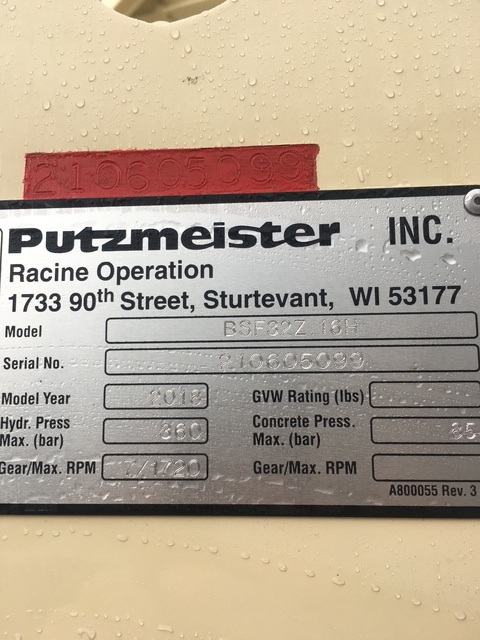 210605099
Putzmeister INC.
Racine Operation
1733 90th Street, Sturtevant, WI 53177
Model BSF32Z.16H
Serial No. 210605099
Model Year 2018 GVW Rating (lbs)
Hydr. Press Max. (bar) 360 Concrete Press. Max. (bar) 85
Gear/Max. RPM 7/1720 Gear/Max. RPM
A800055 Rev. 3